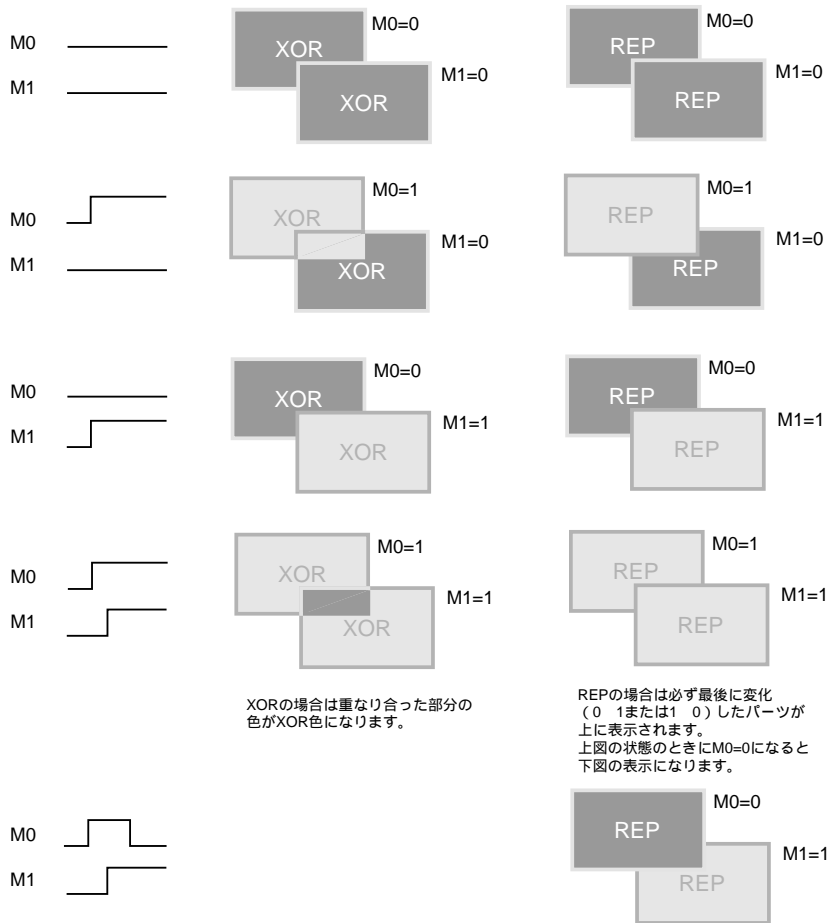 M0
M1
XOR
M0=0
XOR
M1=0
REP
M0=0
REP
M1=0
M0
M1
XOR
M0=1
XOR
M1=0
REP
M0=1
REP
M1=0
M0
M1
XOR
M0=0
XOR
M1=1
REP
M0=0
REP
M1=1
M0
M1
XOR
M0=1
XOR
M1=1
REP
M0=1
REP
M1=1
XORの場合は重なり合った部分の
色がXOR色になります。
REPの場合は必ず最後に変化
(0 1または1 0)したパーツが
上に表示されます。
上図の状態のときにM0=0になると
下図の表示になります。
M0
M1
REP
M0=0
REP
M1=1